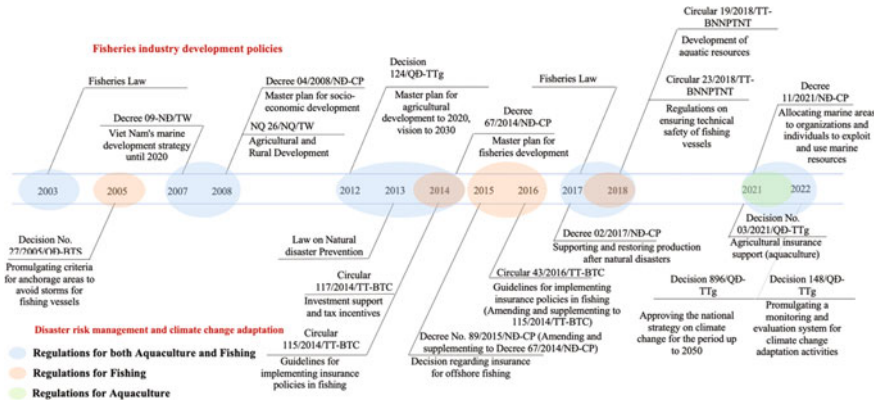 Fisheries industry development policies
Fisheries Law
Decree 09-NĐ/TW
Viet Nam's marine
development strategy
until 2020
Decree 04/2008/NĐ-CP
Master plan for socio-
economic development
NQ 26/NQ/TW
Agricultural and
Rural Development
Decision
124/QĐ-TTg
Master plan for
agricultural
development to 2020,
vision to 2030
Decree
67/2014/NĐ-CP
Master plan for
fisheries development
Fisheries Law
Circular 19/2018/TT-
BNNPTNT
Development of
aquatic resources
Circular 23/2018/TT-
BNNPTNT
Regulations on
ensuring technical
safety of fishing
vessels
Decree
11/2021/NĐ-CP
Allocating marine areas
to organizations and
individuals to exploit
and use marine
resources
2003
2005
2007
2008
2012
2013
2014
2015
2016
2017
2018
2021
2022
Decision No.
27/2005/QĐ-BTS
Promulgating criteria
for anchorage areas to
avoid storms for
fishing vessels
Law on Natural
disaster Prevention
Circular
117/2014/TT-BTC
Investment support
and tax incentives
Circular
115/2014/TT-BTC
Guidelines for
implementing insurance
policies in fishing
Decree No. 89/2015/NĐ-CP (Amending and
supplementing to Decree 67/2014/NĐ-CP)
Decision regarding insurance
for offshore fishing
Circular 43/2016/TT-BTC
Guidelines for implementing
insurance policies in fishing
(Amending and supplementing to
115/2014/TT-BTC)
Decree 02/2017/NĐ-CP
Supporting and restoring production
after natural disasters
Decision No.
03/2021/QĐ-TTg
Agricultural insurance
support (aquaculture)
Decision 896/QĐ-
TTg
Approving the national
strategy on climate
change for the period up
to 2050
Decision 148/QĐ-
TTg
Promulgating a
monitoring and
evaluation system for
climate change
adaptation activities
Disaster risk management and climate change adaptation
Regulations for both Aquaculture and Fishing
Regulations for Fishing
Regulations for Aquaculture